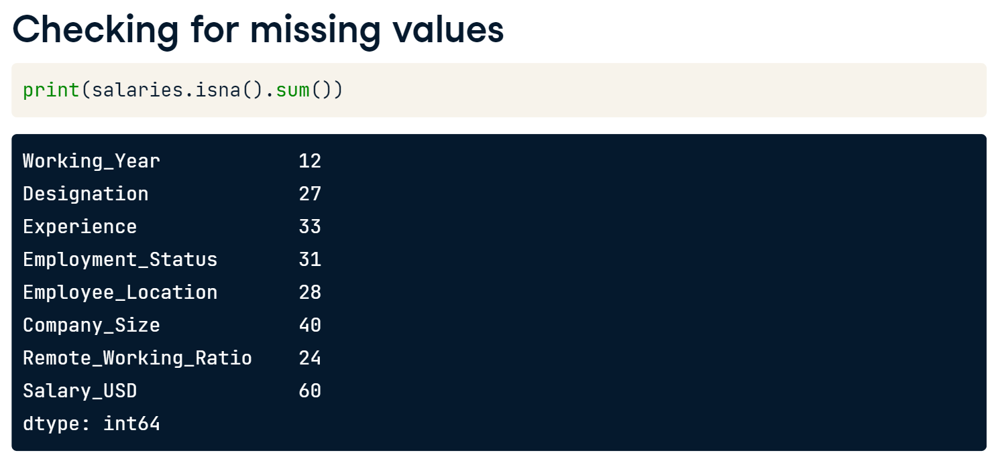 Checking for missing values
print(salaries.isna().sum())
Working_Year 12
Designation 27
Experience 33
Employment_Status 31
Employee_Location 28
Company_Size 40
Remote_Working_Ratio 24
Salary_USD 60
dtype: int64